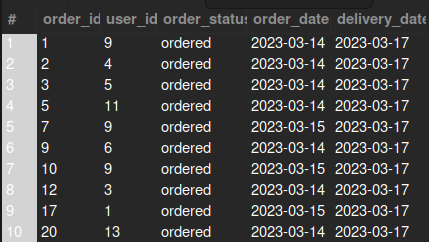 # order_id user_id order_status order_date delivery_date
1 1 9 ordered 2023-03-14 2023-03-17
2 2 4 ordered 2023-03-14 2023-03-17
3 3 5 ordered 2023-03-14 2023-03-17
4 5 11 ordered 2023-03-14 2023-03-17
5 7 9 ordered 2023-03-15 2023-03-17
6 9 6 ordered 2023-03-14 2023-03-17
7 10 9 ordered 2023-03-15 2023-03-17
8 12 3 ordered 2023-03-14 2023-03-17
9 17 1 ordered 2023-03-15 2023-03-17
10 20 13 ordered 2023-03-14 2023-03-17